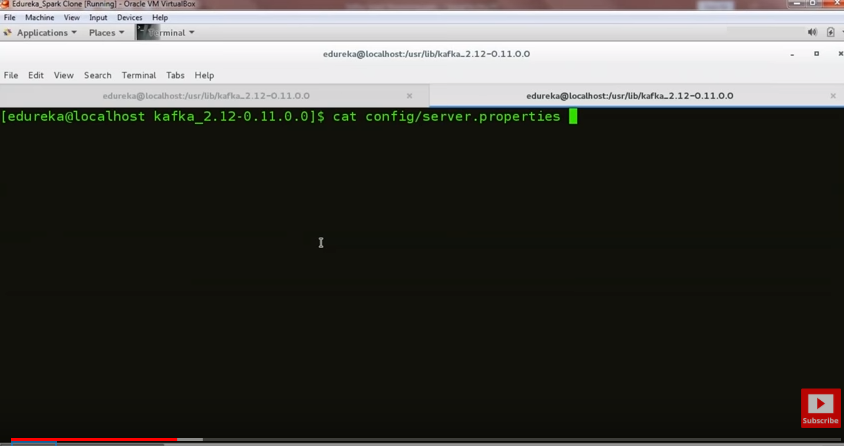 Edureka_Spark Clone [Running] - Oracle VM VirtualBox
File Machine View Input Devices Help
Applications Places Terminal
edureka@localhost:/usr/lib/kafka_2.12-0.11.0.0
File Edit View Search Terminal Tabs Help
edureka@localhost:/usr/lib/kafka_2.12-0.11.0.0 × edureka@localhost:/usr/lib/kafka_2.12-0.11.0.0 ×
[edureka@localhost kafka_2.12-0.11.0.0]$ cat config/server.properties
Subscribe